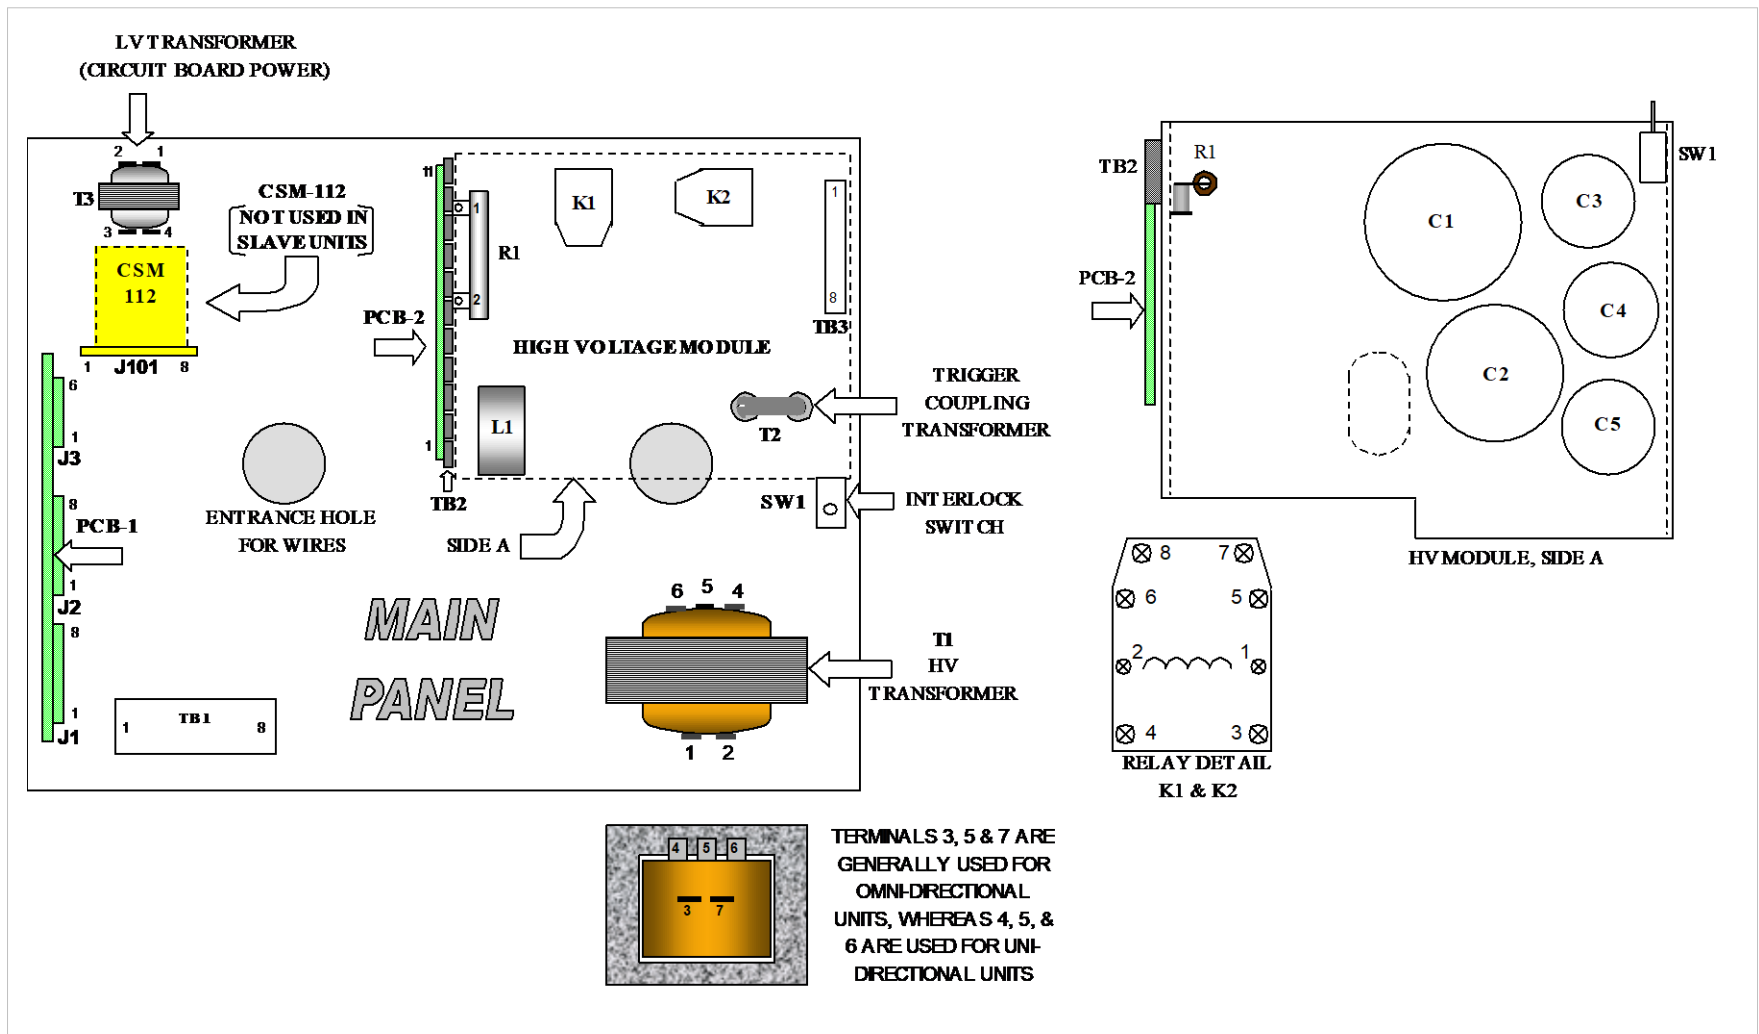 LV TRANSFORMER
(CIRCUIT BOARD POWER)
2 1
T3
3 4
CSM-112
NOT USED IN
SLAVE UNITS
CSM
112
1 J101 8
6
1
J3
8
PCB-1
1
J2
8
1
J1
1 TB1 8
ENTRANCE HOLE
FOR WIRES
PCB-2
11
1
TB2
1
R1
2
K1
K2
1
8
TB3
HIGH VOLTAGE MODULE
L1
T2
TRIGGER
COUPLING
TRANSFORMER
SIDE A
SW1
INTERLOCK
SWITCH
MAIN
PANEL
6 5 4
1 2
T1
HV
TRANSFORMER
4 5 6
3 7
TERMINALS 3, 5 & 7 ARE
GENERALLY USED FOR
OMNI-DIRECTIONAL
UNITS, WHEREAS 4, 5, &
6 ARE USED FOR UNI-
DIRECTIONAL UNITS
TB2
R1
SW1
PCB-2
C1
C3
C4
C2
C5
HV MODULE, SIDE A
8 7
6 5
2 1
4 3
RELAY DETAIL
K1 & K2